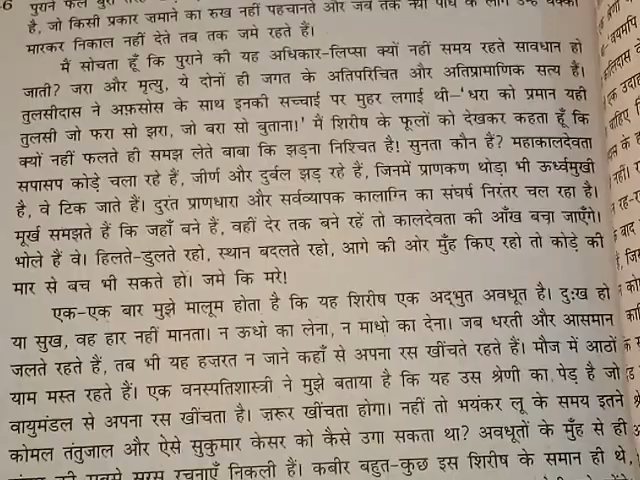 पुराने फल बुरी तरह
है, जो किसी प्रकार ज़माने का रुख नहीं पहचानते और जब तक नयी पौध के लोग उन्हें धक्का
मारकर निकाल नहीं देते तब तक जमे रहते हैं।
मैं सोचता हूँ कि पुराने की यह अधिकार-लिप्सा क्यों नहीं समय रहते सावधान हो
जाती? जरा और मृत्यु, ये दोनों ही जगत के अतिपरिचित और अतिप्रामाणिक सत्य हैं।
तुलसीदास ने अफ़सोस के साथ इनकी सच्चाई पर मुहर लगाई थी–'धरा को प्रमान यही
तुलसी जो फरा सो झरा, जो बरा सो बुताना!' मैं शिरीष के फूलों को देखकर कहता हूँ कि
क्यों नहीं फलते ही समझ लेते बाबा कि झड़ना निश्चित है! सुनता कौन है? महाकालदेवता
सपासप कोड़े चला रहे हैं, जीर्ण और दुर्बल झड़ रहे हैं, जिनमें प्राणकण थोड़ा भी ऊर्ध्वमुखी
है, वे टिक जाते हैं। दुरंत प्राणधारा और सर्वव्यापक कालाग्नि का संघर्ष निरंतर चल रहा है।
मूर्ख समझते हैं कि जहाँ बने हैं, वहीं देर तक बने रहें तो कालदेवता की आँख बचा जाएँगे।
भोले हैं वे। हिलते-डुलते रहो, स्थान बदलते रहो, आगे की ओर मुँह किए रहो तो कोड़े की
मार से बच भी सकते हो। जमे कि मरे!
एक-एक बार मुझे मालूम होता है कि यह शिरीष एक अद्भुत अवधूत है। दुःख हो
या सुख, वह हार नहीं मानता। न ऊधो का लेना, न माधो का देना। जब धरती और आसमान
जलते रहते हैं, तब भी यह हज़रत न जाने कहाँ से अपना रस खींचते रहते हैं। मौज में आठों
याम मस्त रहते हैं। एक वनस्पतिशास्त्री ने मुझे बताया है कि यह उस श्रेणी का पेड़ है जो
वायुमंडल से अपना रस खींचता है। ज़रूर खींचता होगा। नहीं तो भयंकर लू के समय इतने
कोमल तंतुजाल और ऐसे सुकुमार केसर को कैसे उगा सकता था? अवधूतों के मुँह से ही
की सबसे सरस रचनाएँ निकली हैं। कबीर बहुत-कुछ इस शिरीष के समान ही थे,